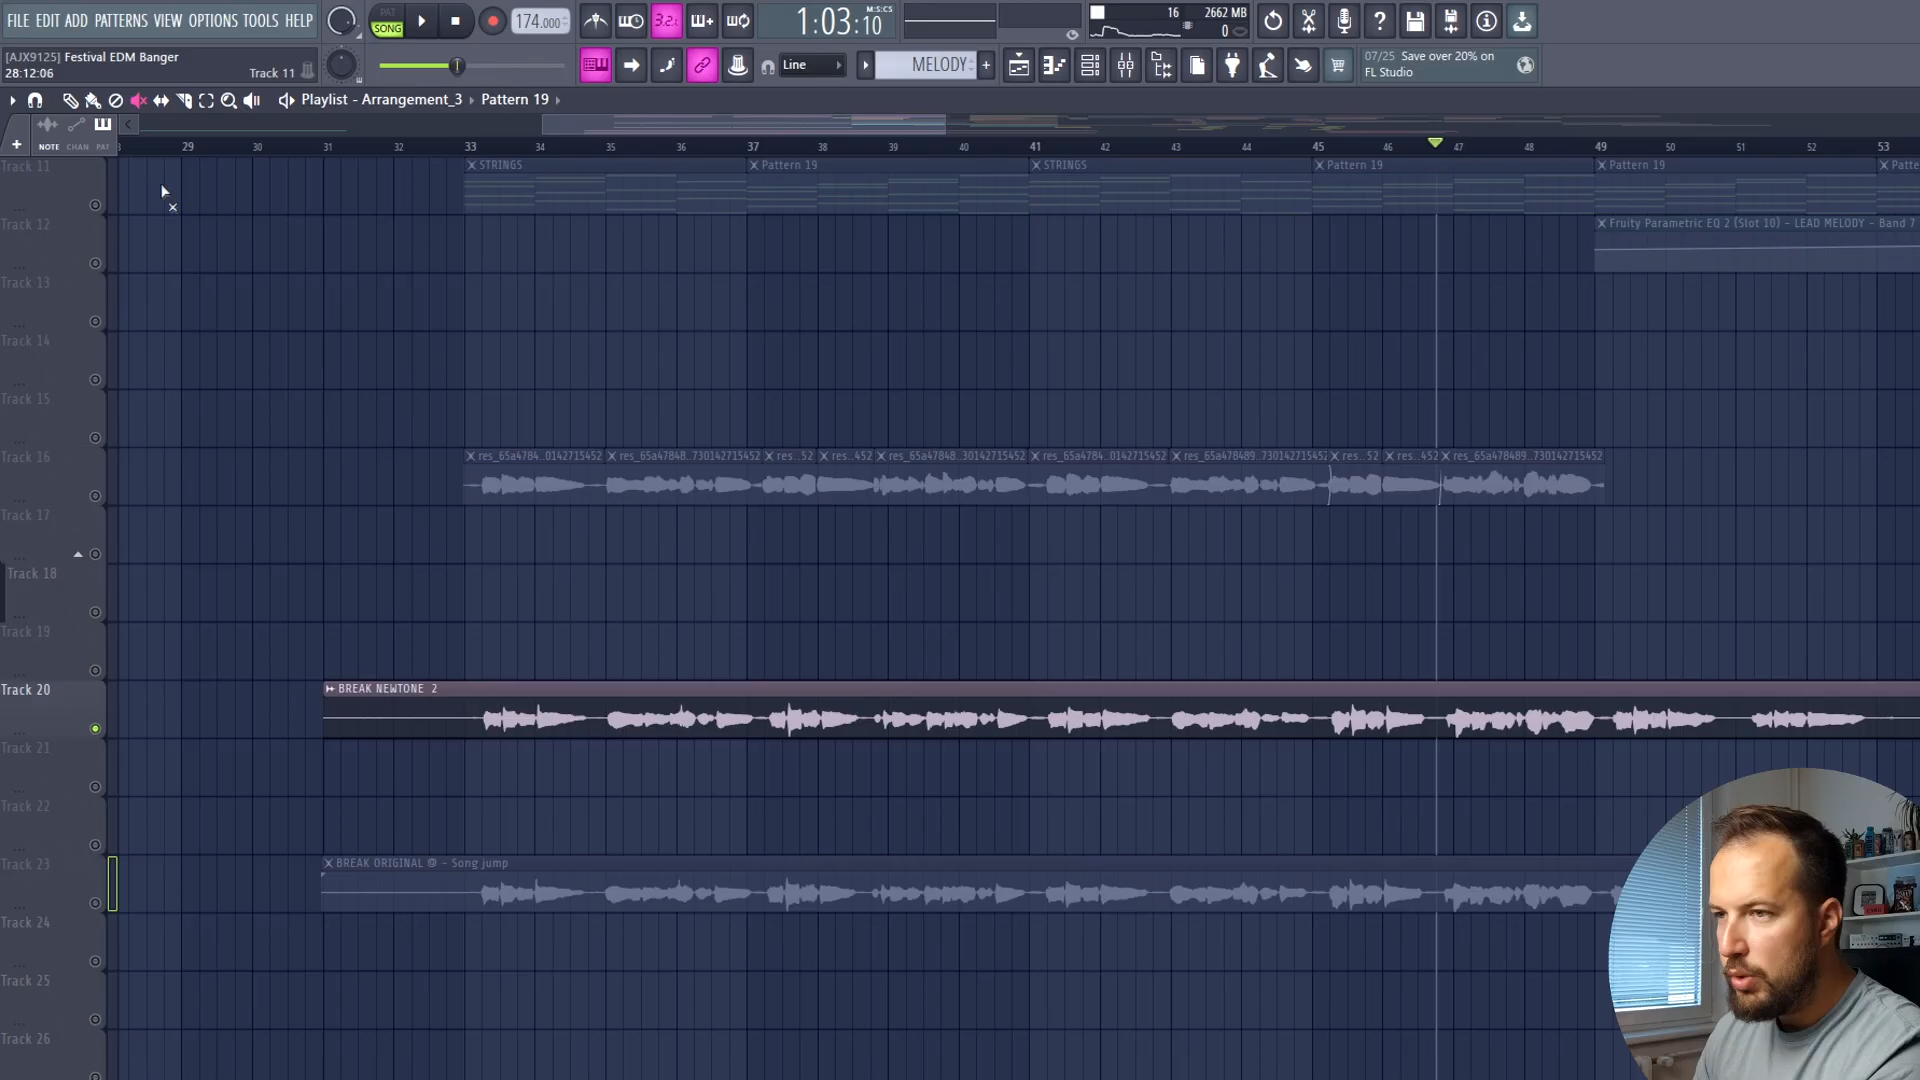 FILE EDIT ADD PATTERNS VIEW OPTIONS TOOLS HELP
PAT
SONG
174.000
3.2.
1:03:10
M:S:CS
16
2662 MB
0
[AJX9125] Festival EDM Banger
28:12:06
Track 11
Line
MELODY
07/25 Save over 20% on
FL Studio
Playlist - Arrangement_3 › Pattern 19 ›
NOTE CHAN PAT
29 30 31 32 33 34 35 36 37 38 39 40 41 42 43 44 45 46 47 48 49 50 51 52 53
Track 11
STRINGS
Pattern 19
STRINGS
Pattern 19
Pattern 19
Patte
Track 12
Fruity Parametric EQ 2 (Slot 10) - LEAD MELODY - Band 7
Track 13
Track 14
Track 15
Track 16
res_65a4784..0142715452
res_65a47848..730142715452
res..52
res..452
res_65a47848..30142715452
res_65a4784..0142715452
res_65a478489..730142715452
res..52
res..452
res_65a478489..730142715452
Track 17
Track 18
Track 19
Track 20
BREAK NEWTONE 2
Track 21
Track 22
Track 23
BREAK ORIGINAL @ - Song jump
Track 24
Track 25
Track 26